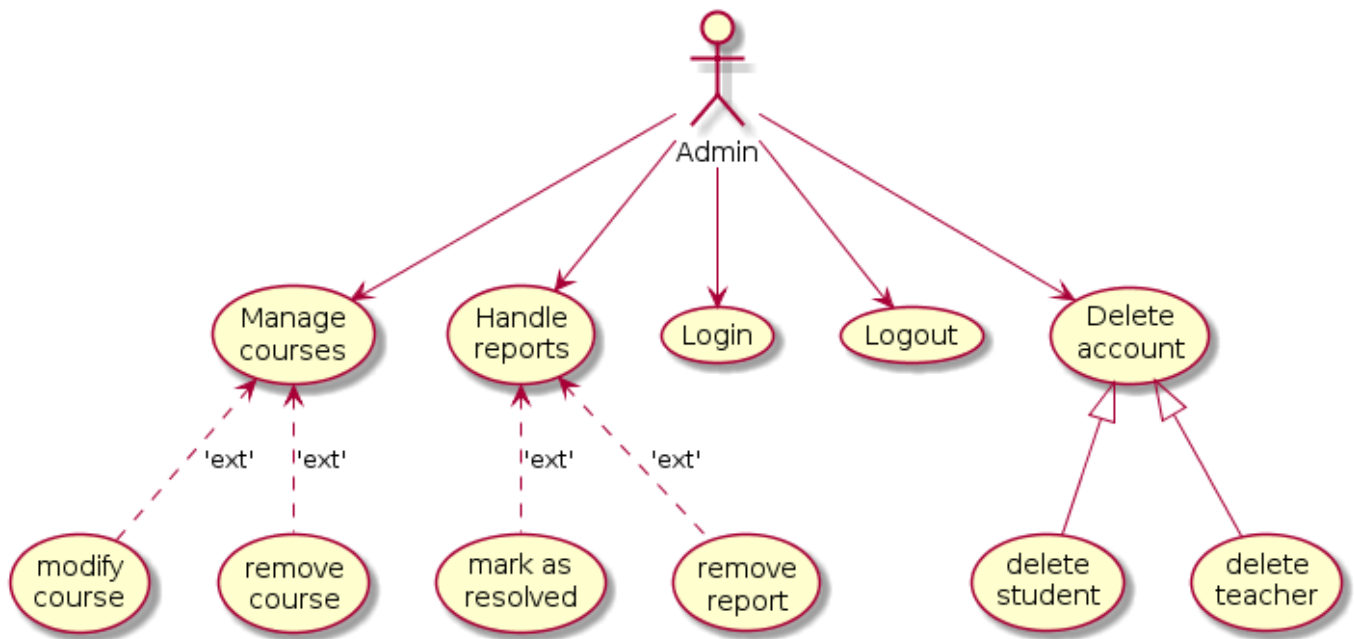 Admin
Manage
courses
Handle
reports
Login
Logout
Delete
account
'ext'
'ext'
'ext'
'ext'
modify
course
remove
course
mark as
resolved
remove
report
delete
student
delete
teacher